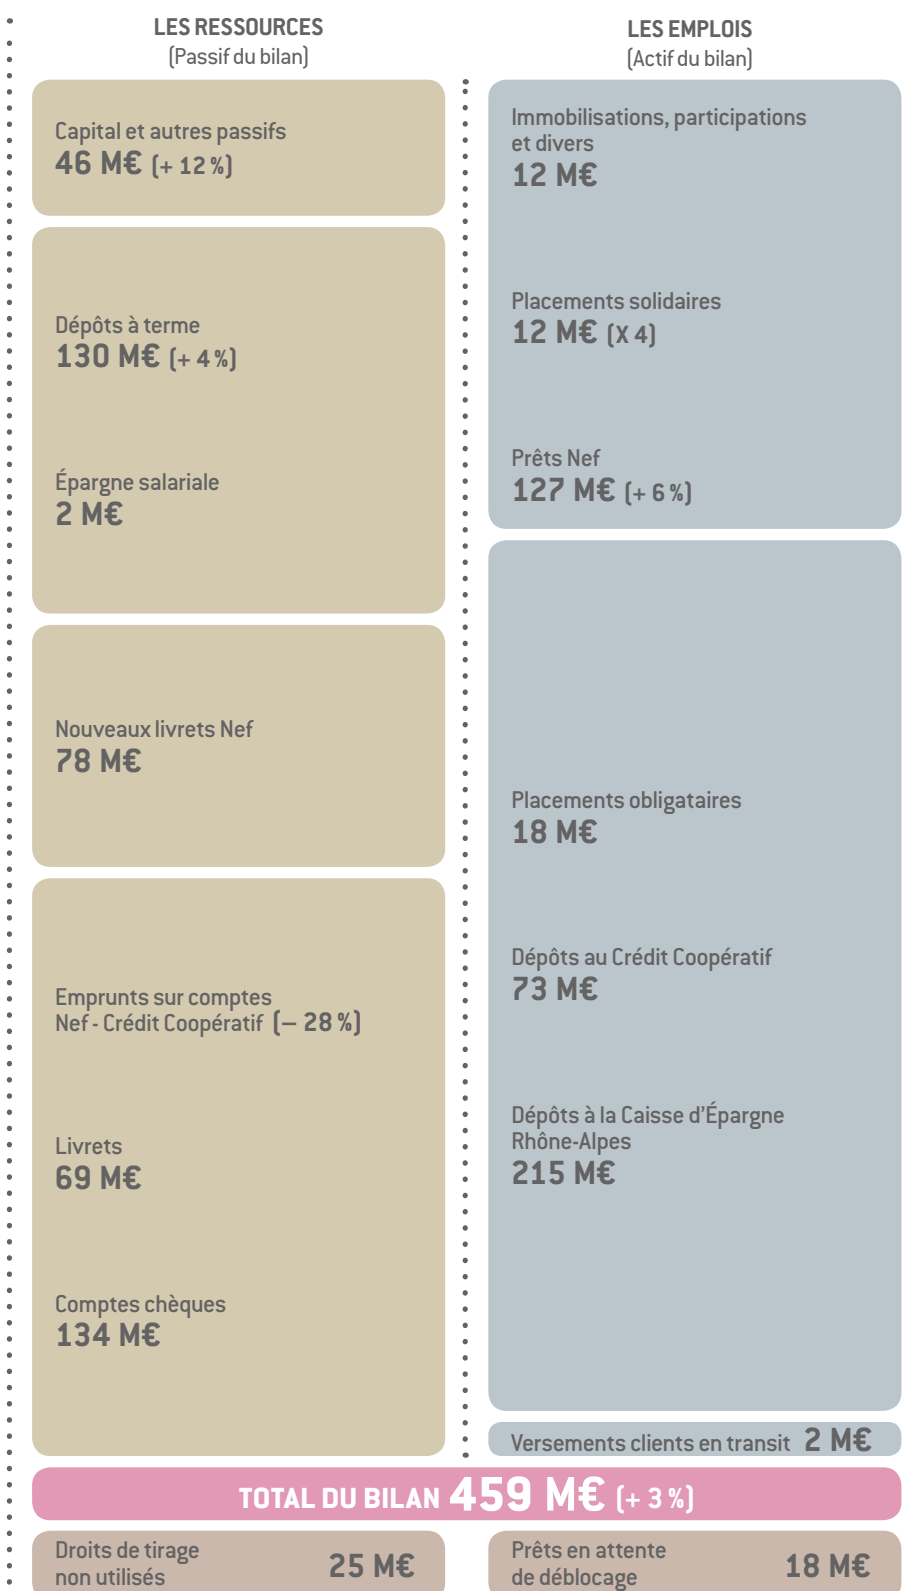 LES RESSOURCES
(Passif du bilan)
Capital et autres passifs
46 M€ (+ 12 %)
Dépôts à terme
130 M€ (+ 4 %)
Épargne salariale
2 M€
Nouveaux livrets Nef
78 M€
Emprunts sur comptes
Nef - Crédit Coopératif (– 28 %)
Livrets
69 M€
Comptes chèques
134 M€
LES EMPLOIS
(Actif du bilan)
Immobilisations, participations
et divers
12 M€
Placements solidaires
12 M€ (X 4)
Prêts Nef
127 M€ (+ 6 %)
Placements obligataires
18 M€
Dépôts au Crédit Coopératif
73 M€
Dépôts à la Caisse d’Épargne
Rhône-Alpes
215 M€
Versements clients en transit 2 M€
TOTAL DU BILAN 459 M€ (+ 3 %)
Droits de tirage
non utilisés
25 M€
Prêts en attente
de déblocage
18 M€